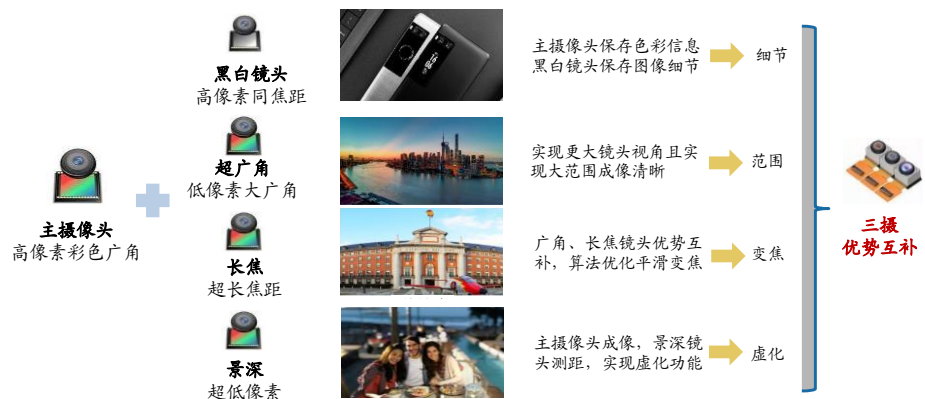 黑白镜头
高像素同焦距
主摄像头保存色彩信息
黑白镜头保存图像细节
细节
超广角
低像素大广角
实现更大镜头视角且实
现大范围成像清晰
范围
主摄像头
高像素彩色广角
长焦
超长焦距
广角、长焦镜头优势互
补，算法优化平滑变焦
变焦
景深
超低像素
主摄像头成像，景深镜
头测距，实现虚化功能
虚化
三摄
优势互补